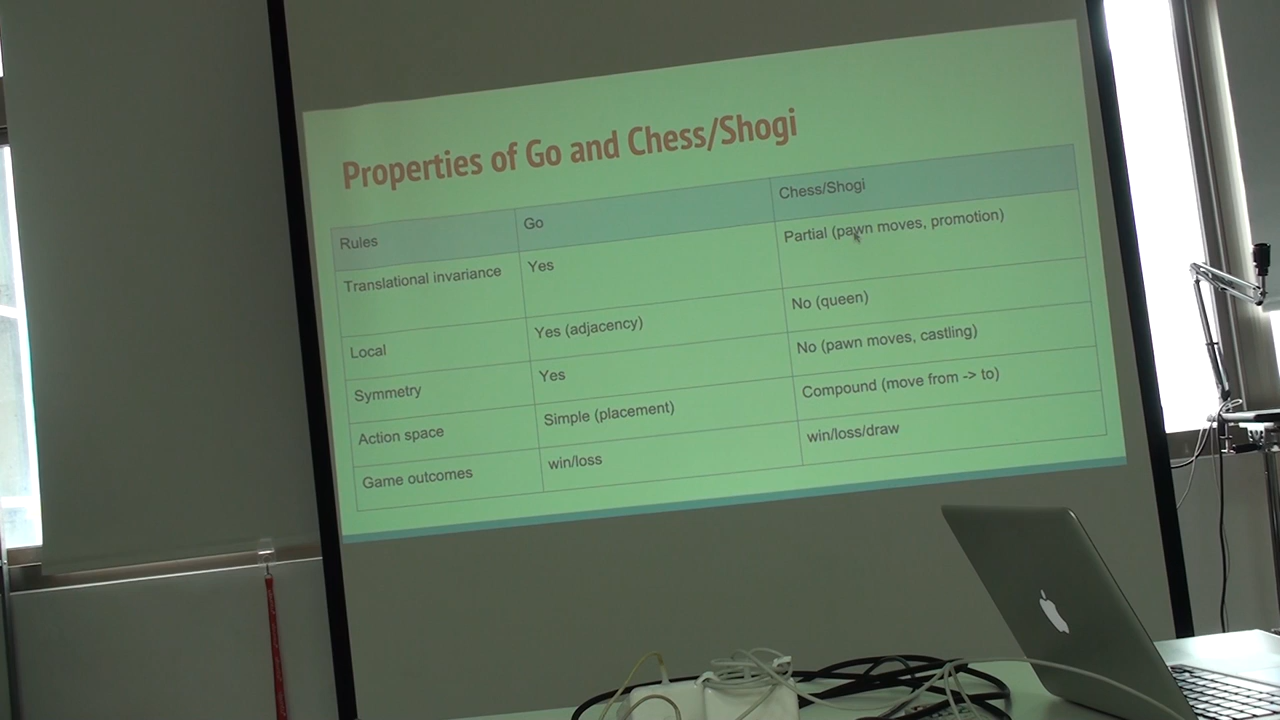 Properties of Go and Chess/Shogi
Rules Go Chess/Shogi
Translational invariance Yes Partial (pawn moves, promotion)
Local Yes (adjacency) No (queen)
Symmetry Yes No (pawn moves, castling)
Action space Simple (placement) Compound (move from -> to)
Game outcomes win/loss win/loss/draw